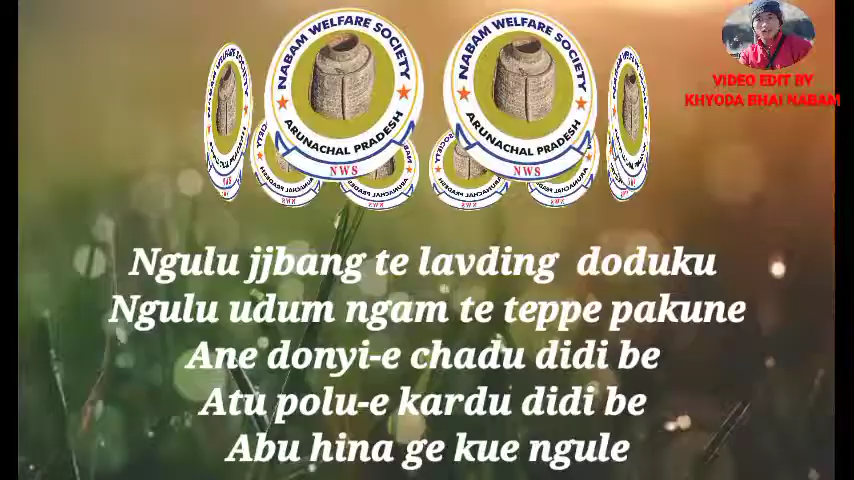 NABAM WELFARE SOCIETY
ARUNACHAL PRADESH
NWS
NABAM WELFARE SOCIETY
ARUNACHAL PRADESH
NWS
VIDEO EDIT BY
KHYODA BHAI NABAM
Ngulu jjbang te lavding doduku
Ngulu udum ngam te teppe pakune
Ane donyi-e chadu didi be
Atu polu-e kardu didi be
Abu hina ge kue ngule